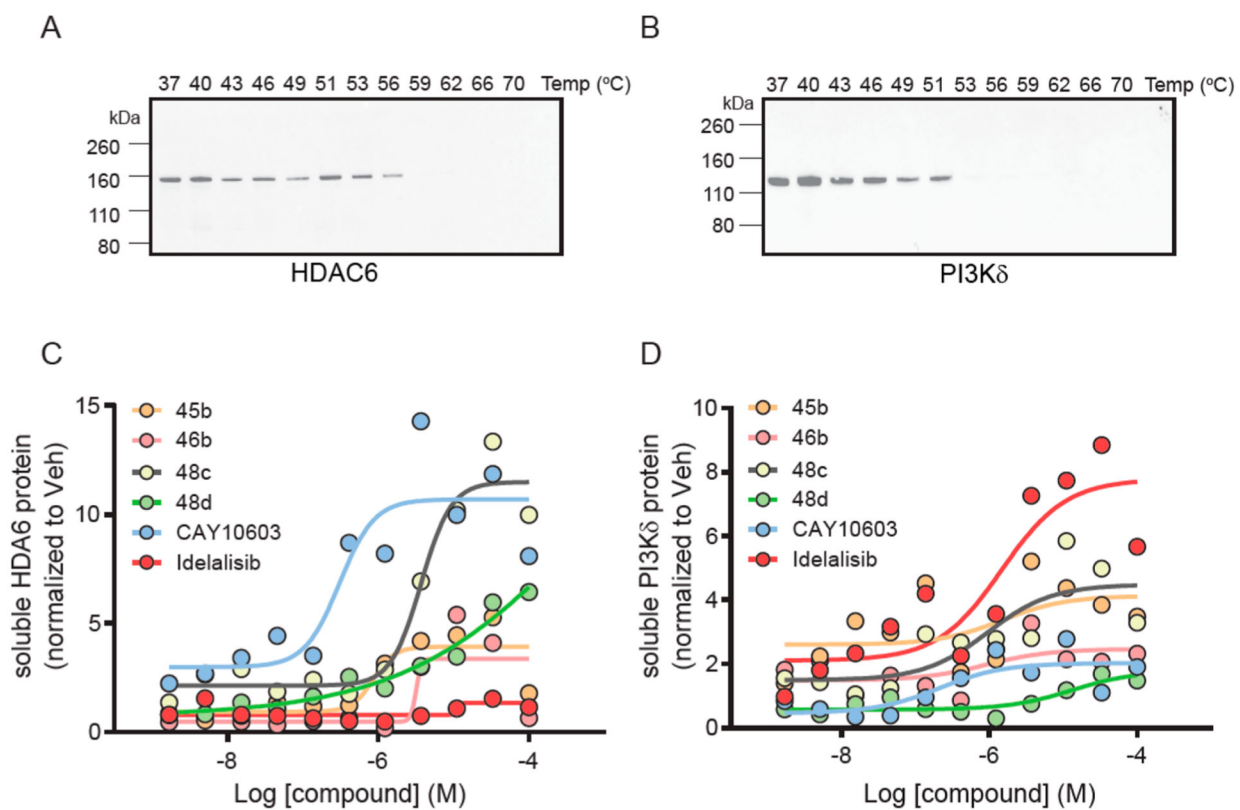 A
B
37 40 43 46 49 51 53 56 59 62 66 70 Temp (ºC)
kDa
260
160
110
80
HDAC6
37 40 43 46 49 51 53 56 59 62 66 70 Temp (ºC)
kDa
260
160
110
80
PI3Kδ
C
soluble HDA6 protein
(normalized to Veh)
15
10
5
0
45b
46b
48c
48d
CAY10603
Idelalisib
-8 -6 -4
Log [compound] (M)
D
soluble PI3Kδ protein
(normalized to Veh)
10
8
6
4
2
0
45b
46b
48c
48d
CAY10603
Idelalisib
-8 -6 -4
Log [compound] (M)